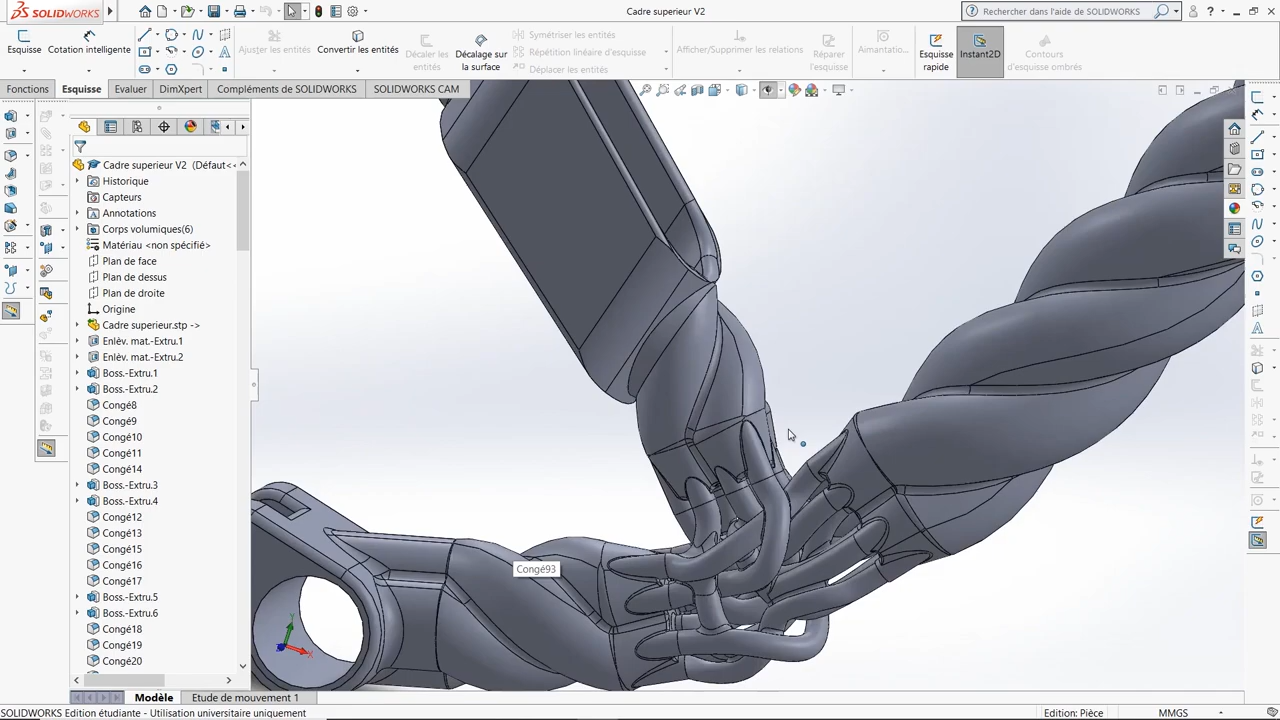 SOLIDWORKS
Cadre superieur V2
Rechercher dans l'aide de SOLIDWORKS
Esquisse
Cotation intelligente
Ajuster les entités
Convertir les entités
Décaler les entités
Décalage sur la surface
Symétriser les entités
Répétition linéaire d'esquisse
Déplacer les entités
Afficher/Supprimer les relations
Réparer l'esquisse
Aimantatio...
Esquisse rapide
Instant2D
Contours d'esquisse ombrés
Fonctions
Esquisse
Evaluer
DimXpert
Compléments de SOLIDWORKS
SOLIDWORKS CAM
Cadre superieur V2 (Défaut<<
Historique
Capteurs
Annotations
Corps volumiques(6)
Matériau <non spécifié>
Plan de face
Plan de dessus
Plan de droite
Origine
Cadre superieur.stp ->
Enlèv. mat.-Extru.1
Enlèv. mat.-Extru.2
Boss.-Extru.1
Boss.-Extru.2
Congé8
Congé9
Congé10
Congé11
Congé14
Boss.-Extru.3
Boss.-Extru.4
Congé12
Congé13
Congé15
Congé16
Congé17
Boss.-Extru.5
Boss.-Extru.6
Congé18
Congé19
Congé20
Congé93
Y
X
Modèle
Etude de mouvement 1
SOLIDWORKS Edition étudiante - Utilisation universitaire uniquement
Edition: Pièce
MMGS